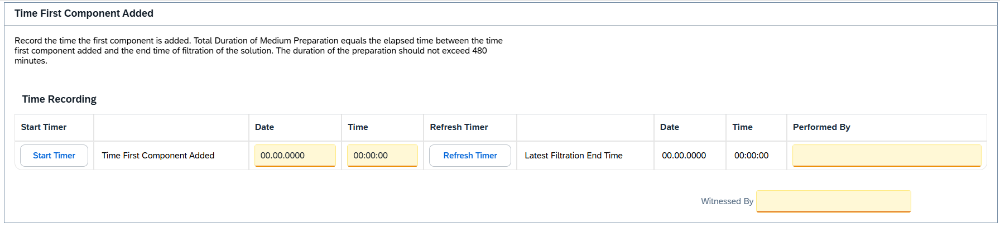 Time First Component Added
Record the time the first component is added. Total Duration of Medium Preparation equals the elapsed time between the time
first component added and the end time of filtration of the solution. The duration of the preparation should not exceed 480
minutes.
Time Recording
Start Timer Date Time Refresh Timer Date Time Performed By
Start Timer Time First Component Added 00.00.0000 00:00:00 Refresh Timer Latest Filtration End Time 00.00.0000 00:00:00
Witnessed By